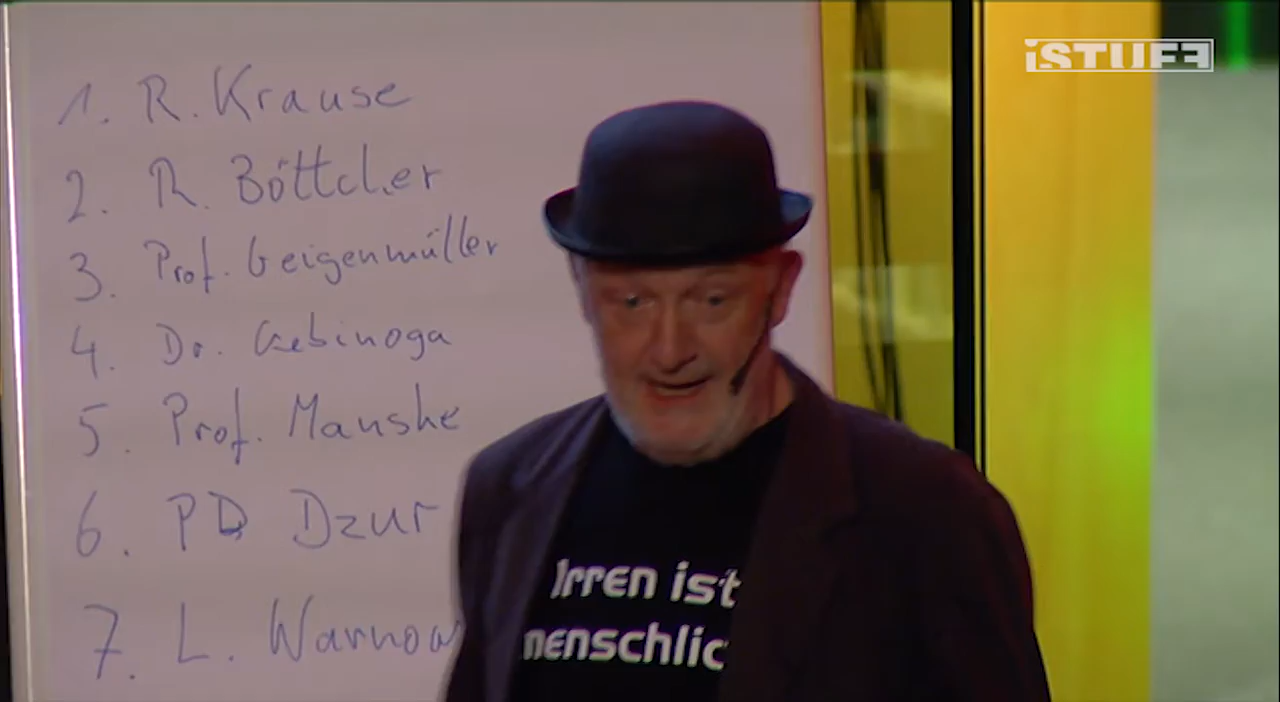 iSTUFF
1. R. Krause
2. R. Böttcher
3. Prof. Geigenmüller
4. Dr. Gebinoga
5. Prof. Manske
6. PD Dzur
7. L. Warnow
Irren ist
menschlic